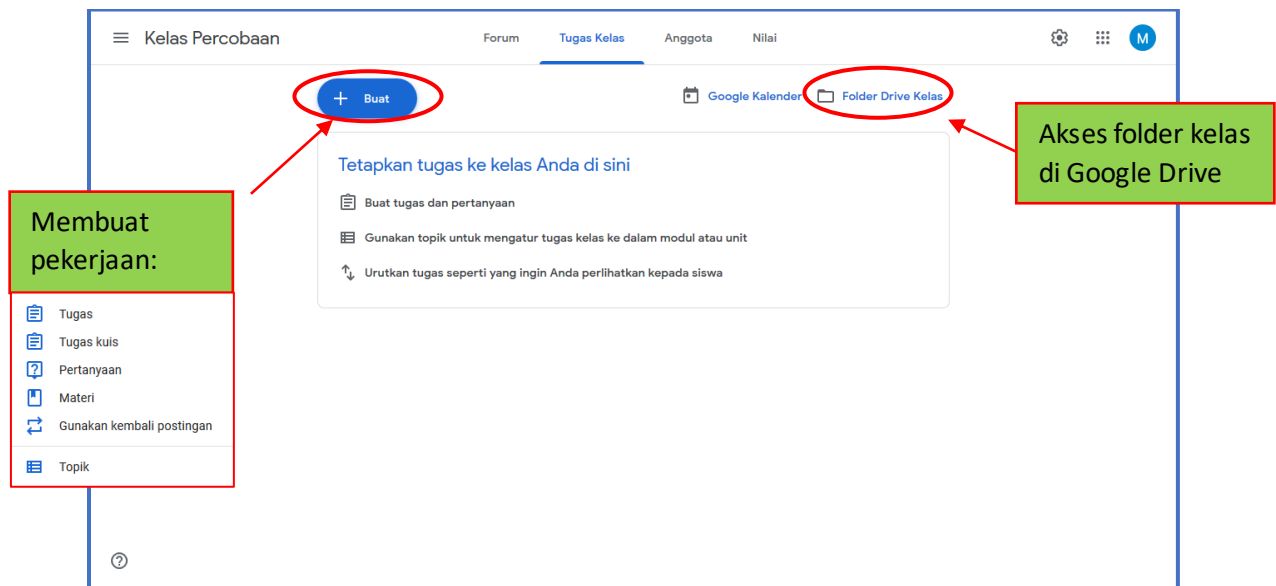 Kelas Percobaan
Forum
Tugas Kelas
Anggota
Nilai
M
Buat
Google Kalender
Folder Drive Kelas
Akses folder kelas
di Google Drive
Tetapkan tugas ke kelas Anda di sini
Buat tugas dan pertanyaan
Gunakan topik untuk mengatur tugas kelas ke dalam modul atau unit
Urutkan tugas seperti yang ingin Anda perlihatkan kepada siswa
Membuat
pekerjaan:
Tugas
Tugas kuis
Pertanyaan
Materi
Gunakan kembali postingan
Topik